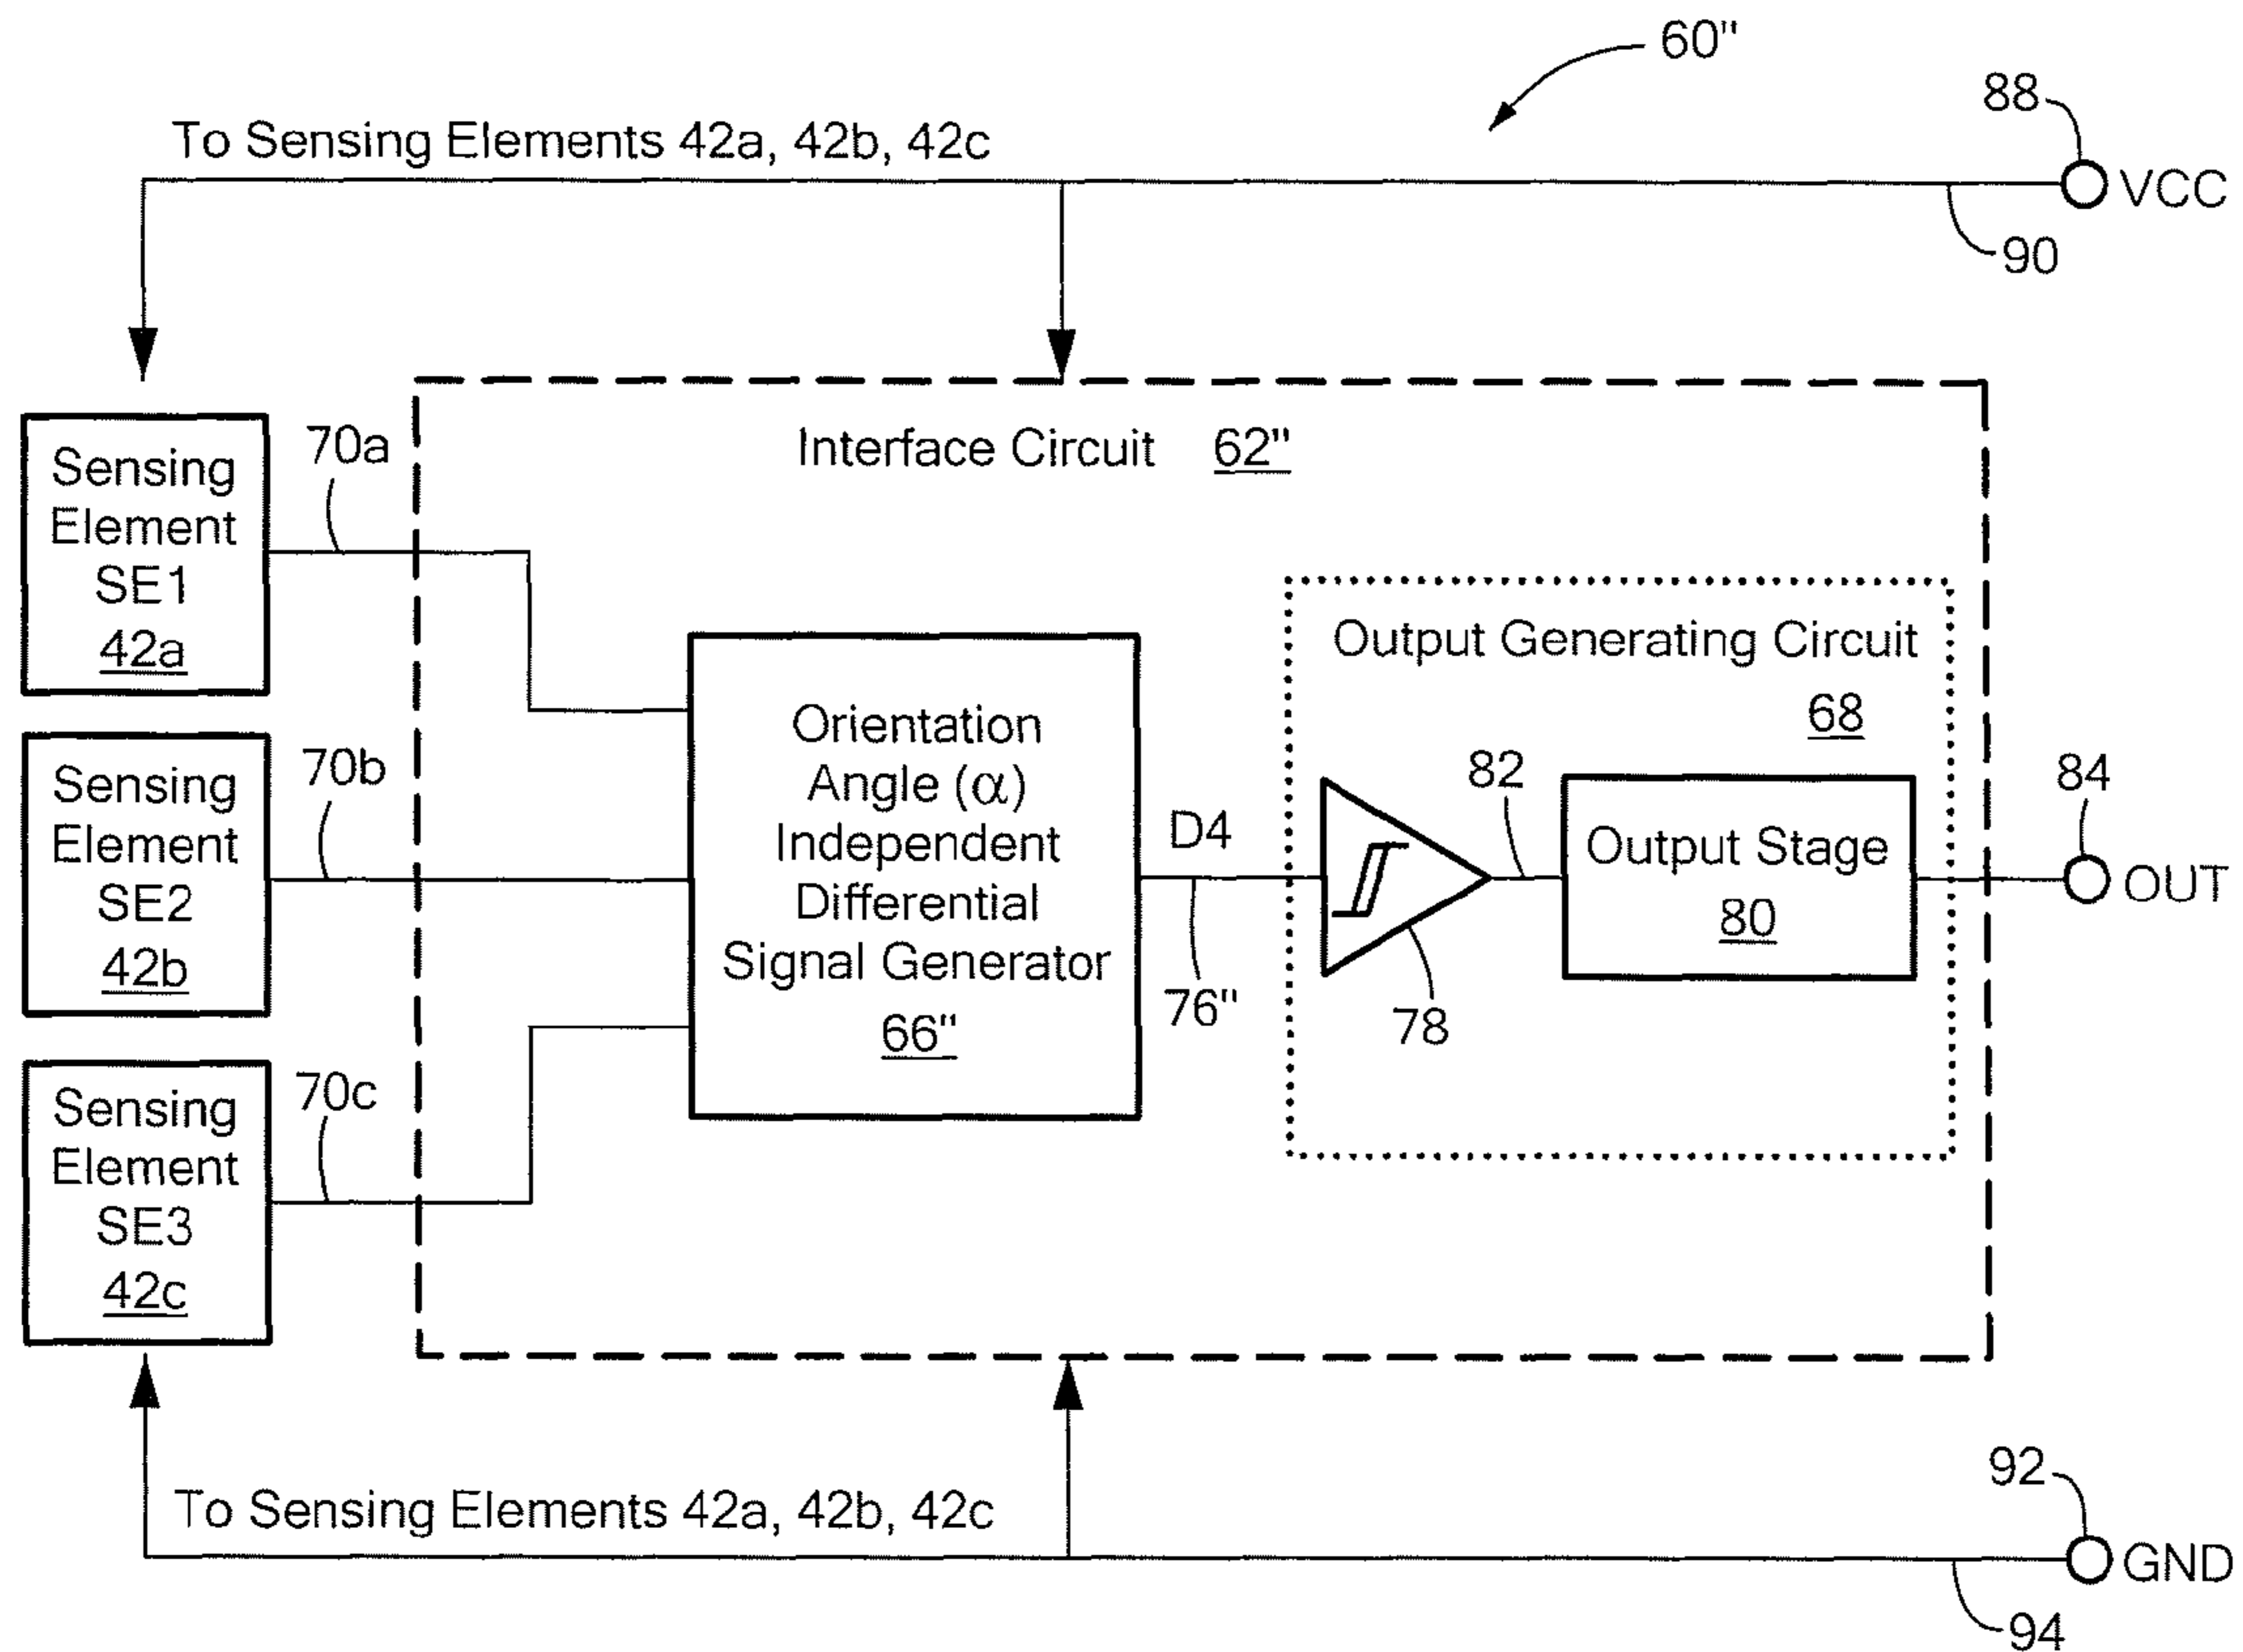 60"
88
To Sensing Elements 42a, 42b, 42c
VCC
90
Sensing
Element
SE1
42a
70a
Interface Circuit 62"
Sensing
Element
SE2
42b
70b
Orientation
Angle (α)
Independent
Differential
Signal Generator
66"
D4
76"
Output Generating Circuit
68
78
82
Output Stage
80
84
OUT
Sensing
Element
SE3
42c
70c
To Sensing Elements 42a, 42b, 42c
92
GND
94